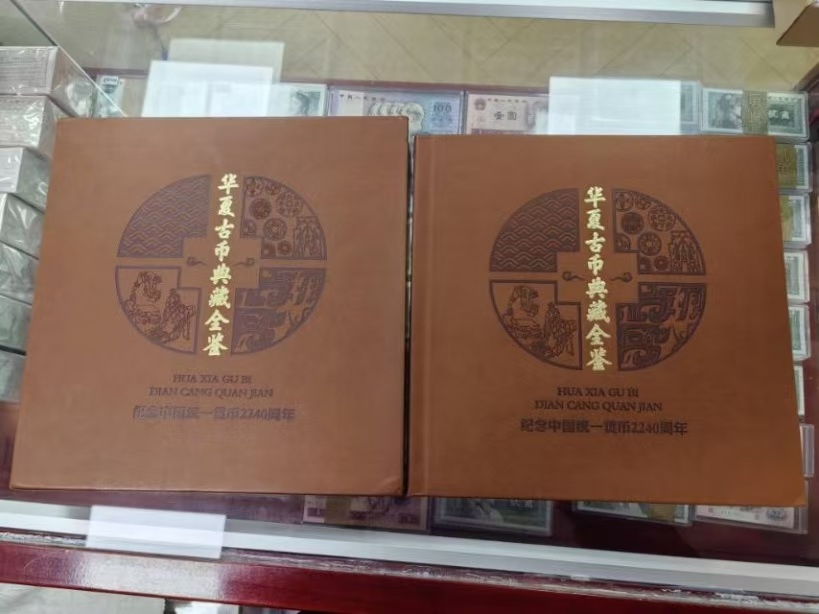 华夏古币典藏全鉴
HUA XIA GU BI
DIAN CANG QUAN JIAN
纪念中国统一货币2240周年
华夏古币典藏全鉴
HUA XIA GU BI
DIAN CANG QUAN JIAN
纪念中国统一货币2240周年
壹圆
100